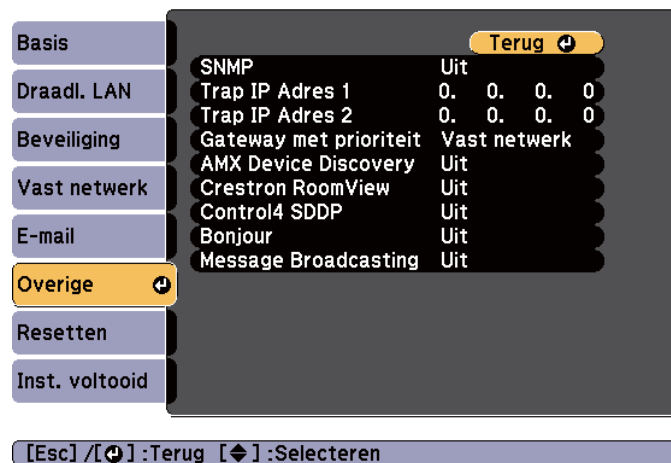 Basis
Draadl. LAN
Beveiliging
Vast netwerk
E-mail
Overige
Resetten
Inst. voltooid
Terug
SNMP Uit
Trap IP Adres 1 0. 0. 0. 0
Trap IP Adres 2 0. 0. 0. 0
Gateway met prioriteit Vast netwerk
AMX Device Discovery Uit
Crestron RoomView Uit
Control4 SDDP Uit
Bonjour Uit
Message Broadcasting Uit
[Esc] /[⏎] :Terug [◆] :Selecteren